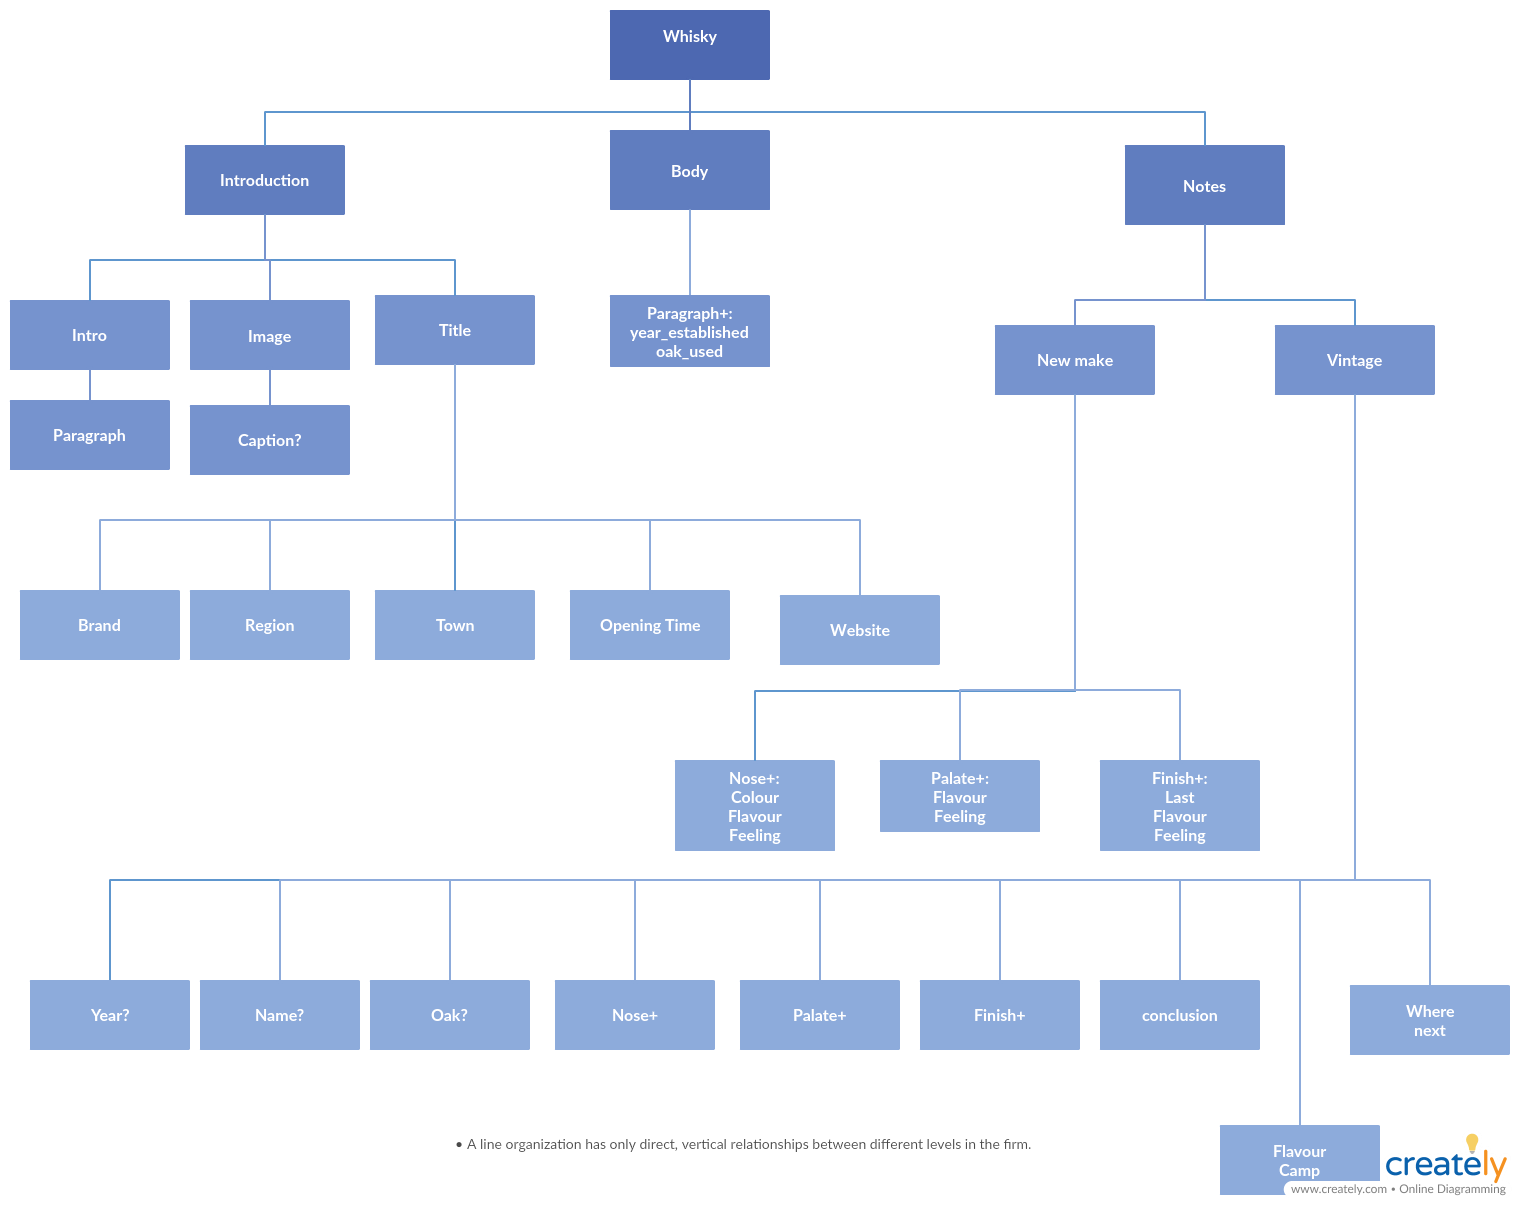 Whisky
Introduction
Body
Notes
Intro
Image
Title
Paragraph+:
year_established
oak_used
New make
Vintage
Paragraph
Caption?
Brand
Region
Town
Opening Time
Website
Nose+:
Colour
Flavour
Feeling
Palate+:
Flavour
Feeling
Finish+:
Last
Flavour
Feeling
Year?
Name?
Oak?
Nose+
Palate+
Finish+
conclusion
Where
next
• A line organization has only direct, vertical relationships between different levels in the firm.
Flavour
Camp
creately
www.creately.com • Online Diagramming